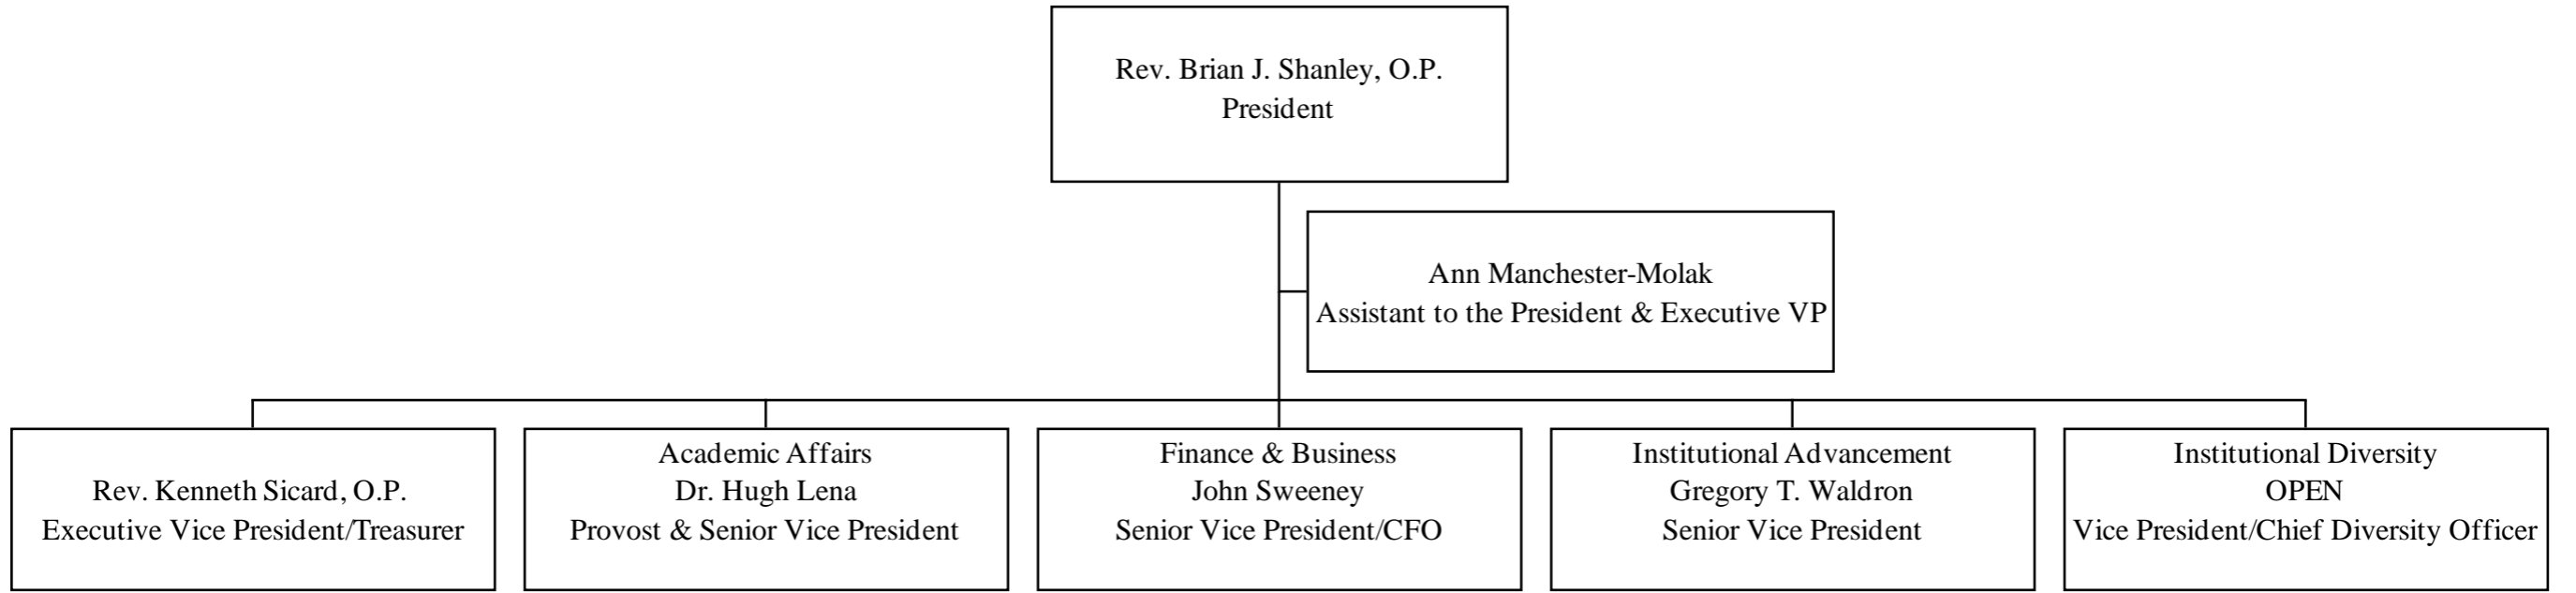 Rev. Brian J. Shanley, O.P.
President
Ann Manchester-Molak
Assistant to the President & Executive VP
Rev. Kenneth Sicard, O.P.
Executive Vice President/Treasurer
Academic Affairs
Dr. Hugh Lena
Provost & Senior Vice President
Finance & Business
John Sweeney
Senior Vice President/CFO
Institutional Advancement
Gregory T. Waldron
Senior Vice President
Institutional Diversity
OPEN
Vice President/Chief Diversity Officer